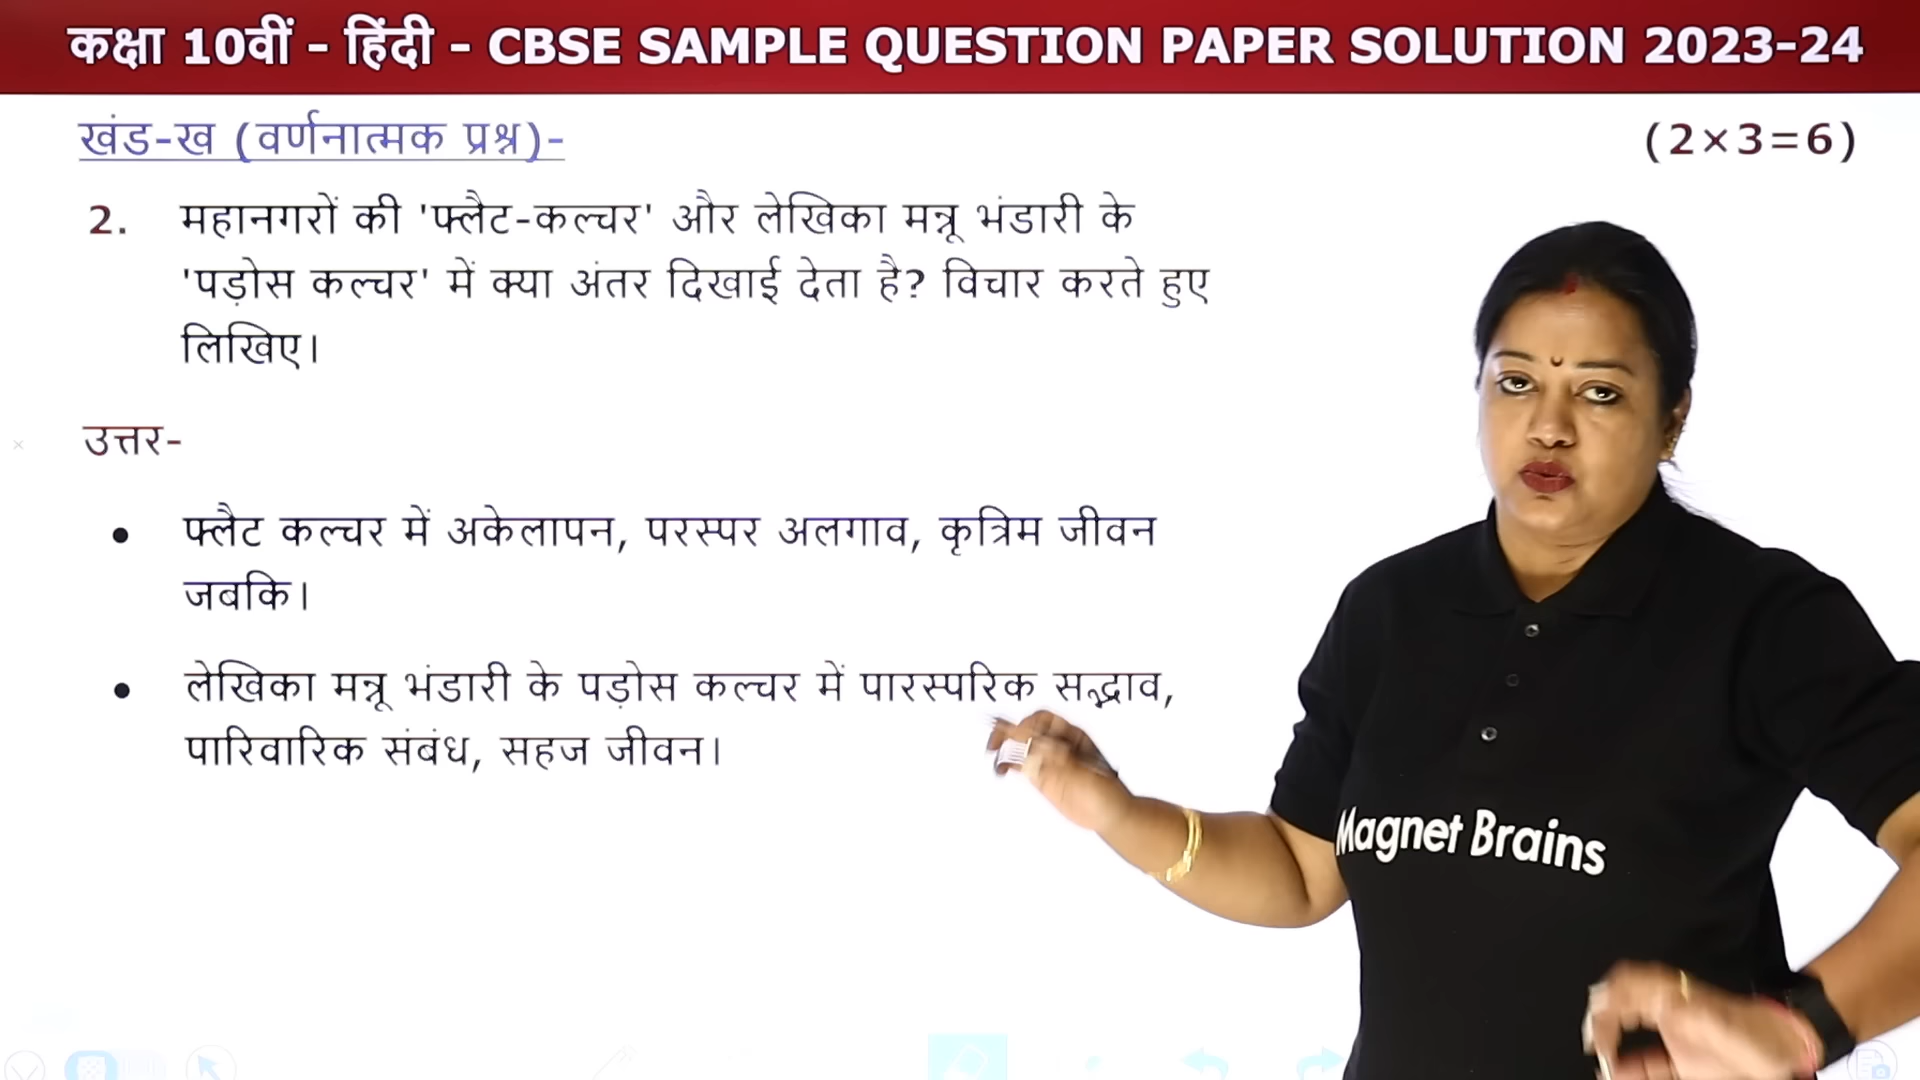 कक्षा 10वीं - हिंदी - CBSE SAMPLE QUESTION PAPER SOLUTION 2023-24
खंड-ख (वर्णनात्मक प्रश्न)-
(2×3=6)
2. महानगरों की 'फ्लैट-कल्चर' और लेखिका मन्नू भंडारी के
'पड़ोस कल्चर' में क्या अंतर दिखाई देता है? विचार करते हुए
लिखिए।
उत्तर-
• फ्लैट कल्चर में अकेलापन, परस्पर अलगाव, कृत्रिम जीवन
जबकि।
• लेखिका मन्नू भंडारी के पड़ोस कल्चर में पारस्परिक सद्भाव,
पारिवारिक संबंध, सहज जीवन।
Magnet Brains